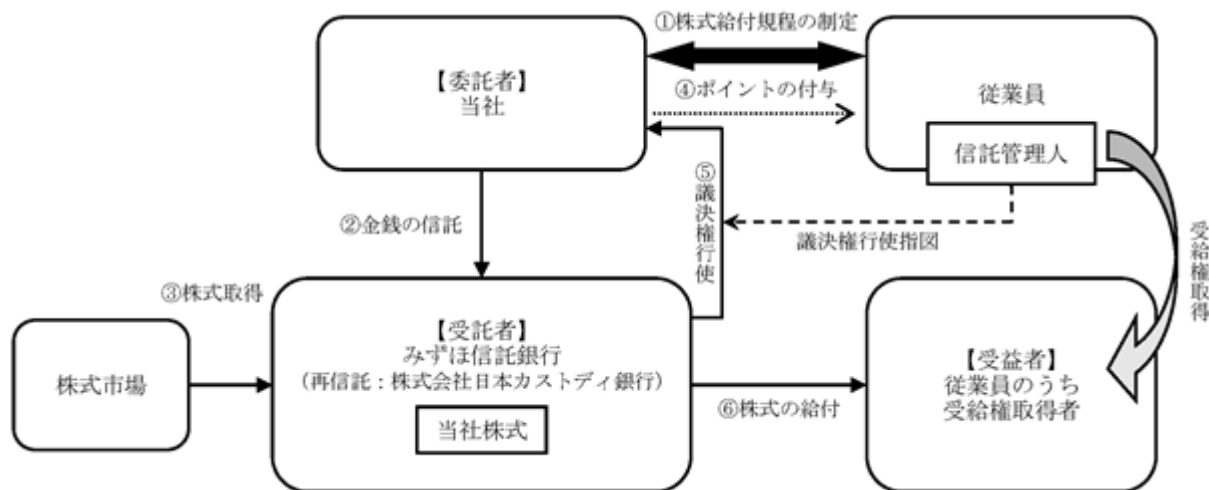 ①株式給付規程の制定
【委託者】
当社
④ポイントの付与
従業員
信託管理人
⑤議決権行使
②金銭の信託
議決権行使指図
受給権取得
③株式取得
株式市場
【受託者】
みずほ信託銀行
(再信託:株式会社日本カストディ銀行)
当社株式
⑥株式の給付
【受益者】
従業員のうち
受給権取得者